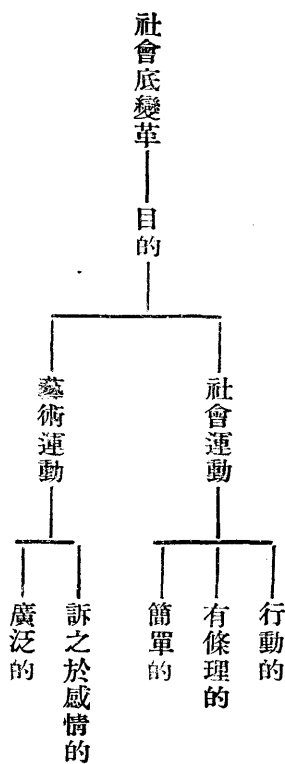 社會底變革
目的
社會運動
行動的
有條理的
簡單的
藝術運動
訴之於感情的
廣泛的